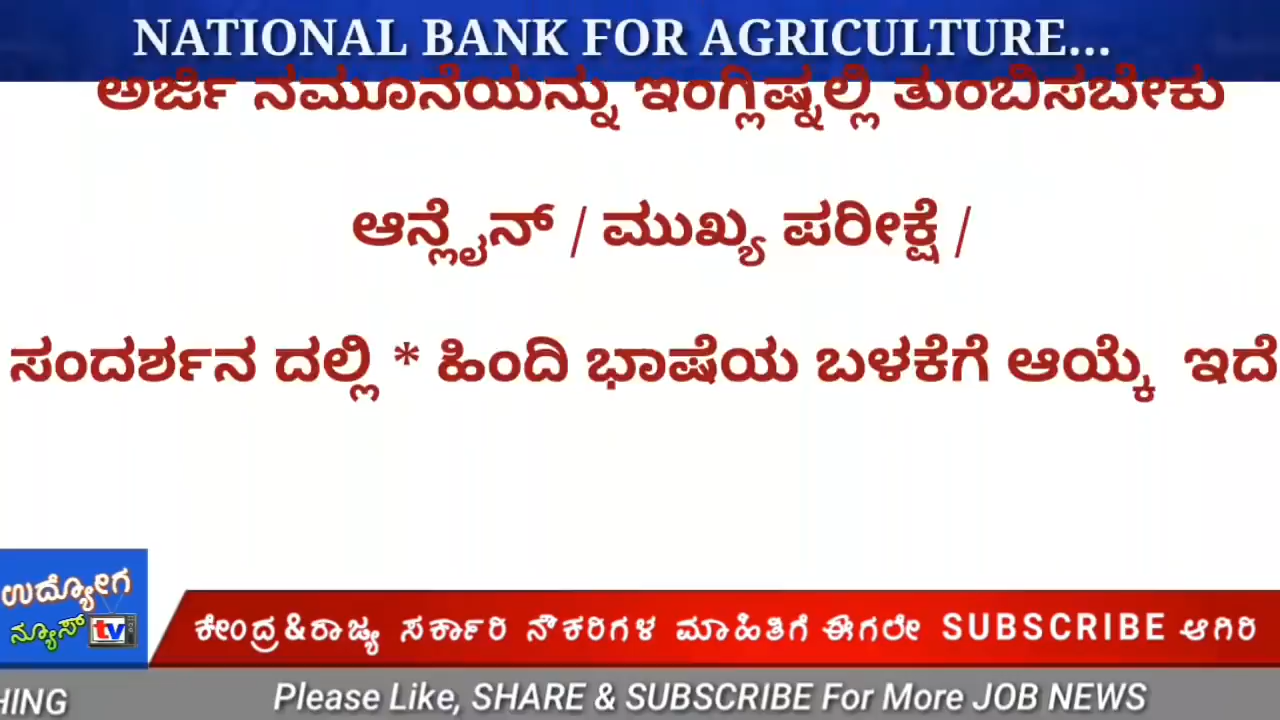 NATIONAL BANK FOR AGRICULTURE...
ಅರ್ಜಿ ನಮೂನೆಯನ್ನು ಇಂಗ್ಲಿಷ್ನಲ್ಲಿ ತುಂಬಿಸಬೇಕು
ಆನ್ಲೈನ್ / ಮುಖ್ಯ ಪರೀಕ್ಷೆ /
ಸಂದರ್ಶನ ದಲ್ಲಿ * ಹಿಂದಿ ಭಾಷೆಯ ಬಳಕೆಗೆ ಆಯ್ಕೆ ಇದೆ
ಉದ್ಯೋಗ
ನ್ಯೂಸ್ tv
ಕೇಂದ್ರ&ರಾಜ್ಯ ಸರ್ಕಾರಿ ನೌಕರಿಗಳ ಮಾಹಿತಿಗೆ ಈಗಲೇ SUBSCRIBE ಆಗಿರಿ
HING Please Like, SHARE & SUBSCRIBE For More JOB NEWS